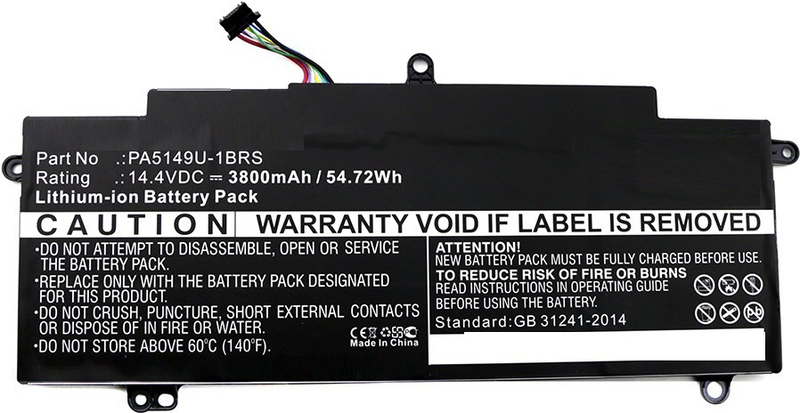 Part No .:PA5149U-1BRS
Rating .:14.4VDC ⎓ 3800mAh / 54.72Wh
Lithium-ion Battery Pack
CAUTION
WARRANTY VOID IF LABEL IS REMOVED
•DO NOT ATTEMPT TO DISASSEMBLE, OPEN OR SERVICE
THE BATTERY PACK.
•REPLACE ONLY WITH THE BATTERY PACK DESIGNATED
FOR THIS PRODUCT.
•DO NOT CRUSH, PUNCTURE, SHORT EXTERNAL CONTACTS
OR DISPOSE OF IN FIRE OR WATER.
•DO NOT STORE ABOVE 60℃ (140℉).
CE
Made In China
ATTENTION!
NEW BATTERY PACK MUST BE FULLY CHARGED BEFORE USE.
TO REDUCE RISK OF FIRE OR BURNS
READ INSTRUCTIONS IN OPERATING GUIDE
BEFORE USING THE BATTERY.
Standard:GB 31241-2014